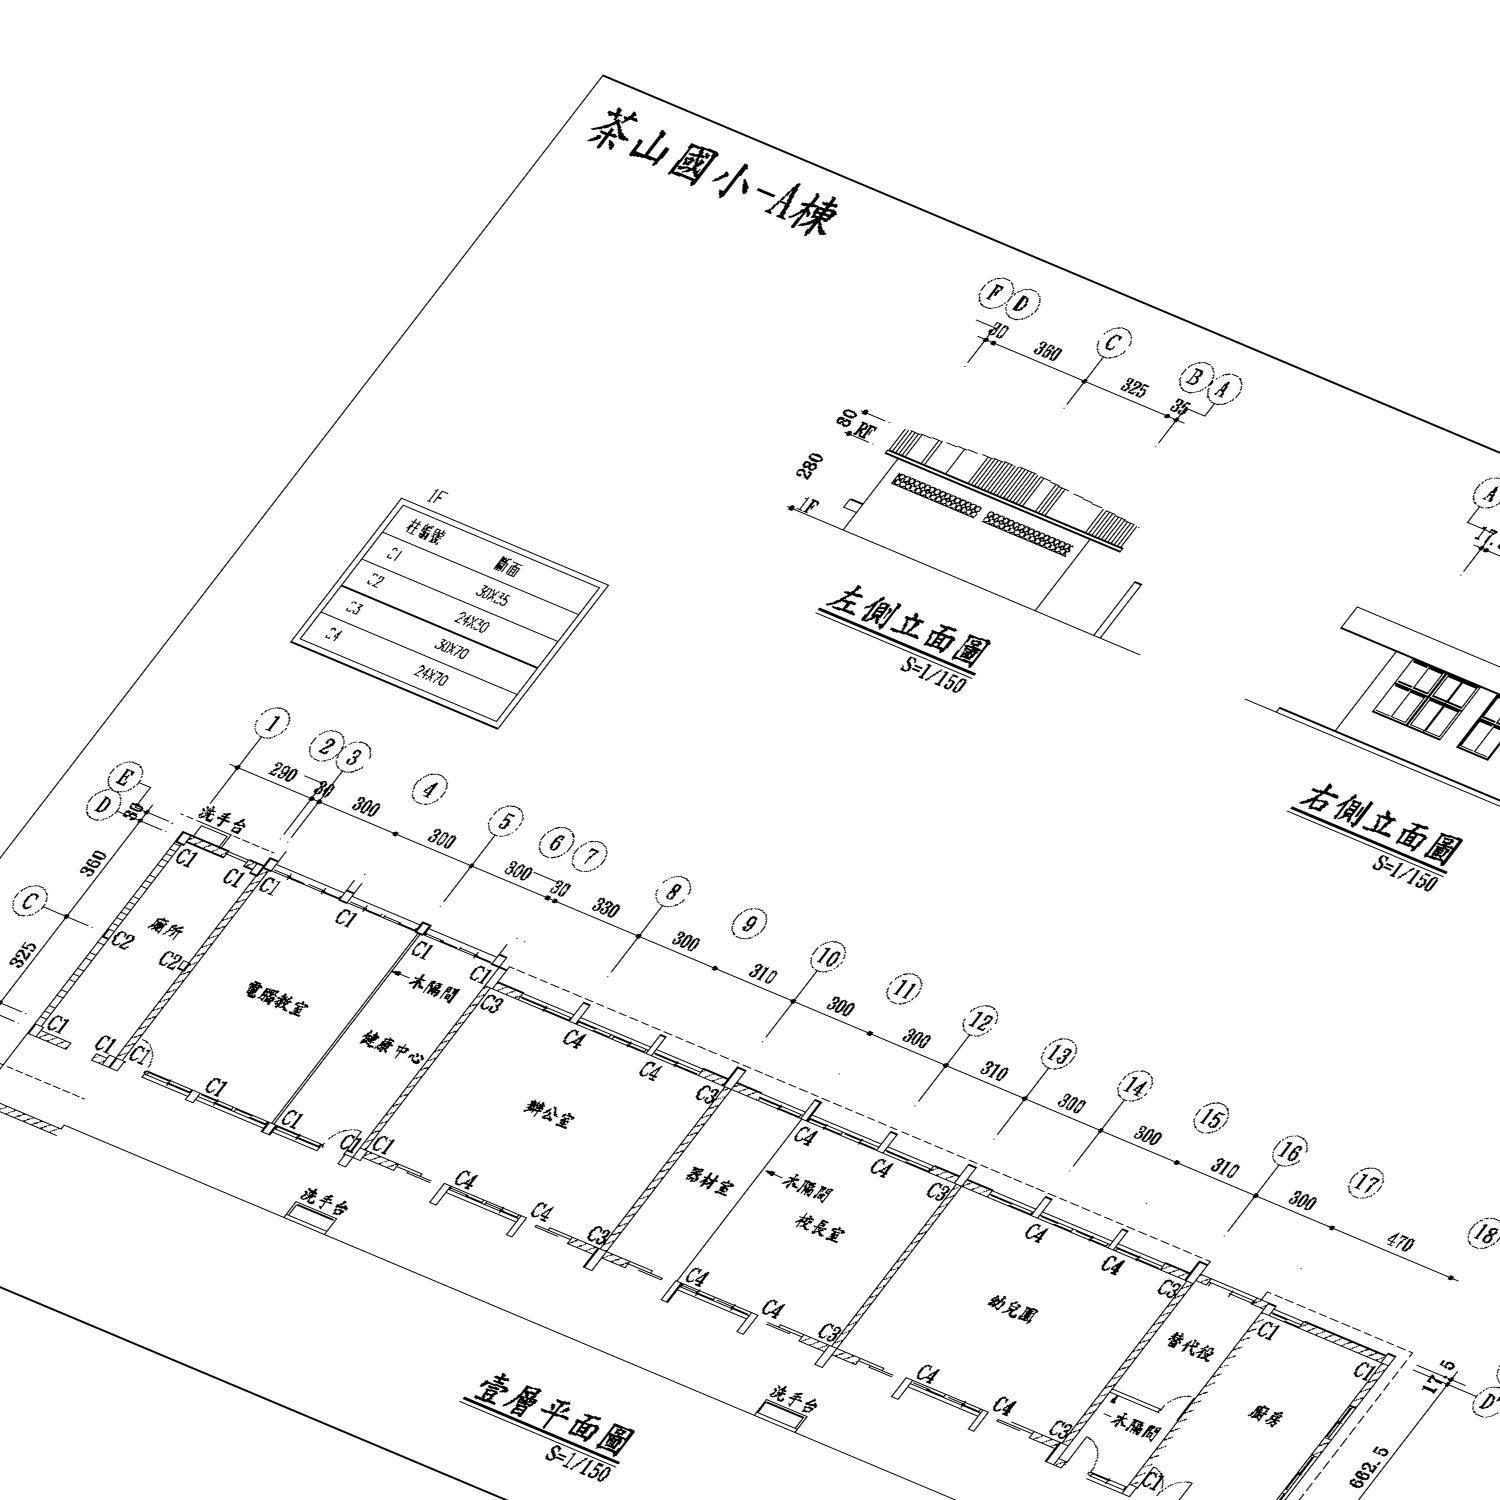 茶山國小-A棟
F D C B A
30 360 325 35
80
RF
280
1F
左側立面圖
S=1/150
A
右側立面圖
S=1/150
1F
柱編號 斷面
C1 30X35
C2 24X30
C3 30X70
C4 24X70
1 2 3 4 5 6 7 8 9 10 11 12 13 14 15 16 17 18
290 30 300 300 300 30 330 300 310 300 300 310 300 300 310 300 470
E
D
C
30
360
325
洗手台
C1 C1 C1 C1 C1 C1 C3 C4 C4 C3 C4 C4 C3 C4 C4 C3 C1 C1
廁所
C2 C2
電腦教室
木隔間
健康中心
辦公室
器材室
木隔間
校長室
幼兒園
替代役
木隔間
廚房
C1 C1 C1 C1 C1 C1 C1 C4 C4 C3 C4 C4 C3 C4 C4 C3 C1
洗手台
洗手台
17.5
D'
662.5
壹層平面圖
S=1/150